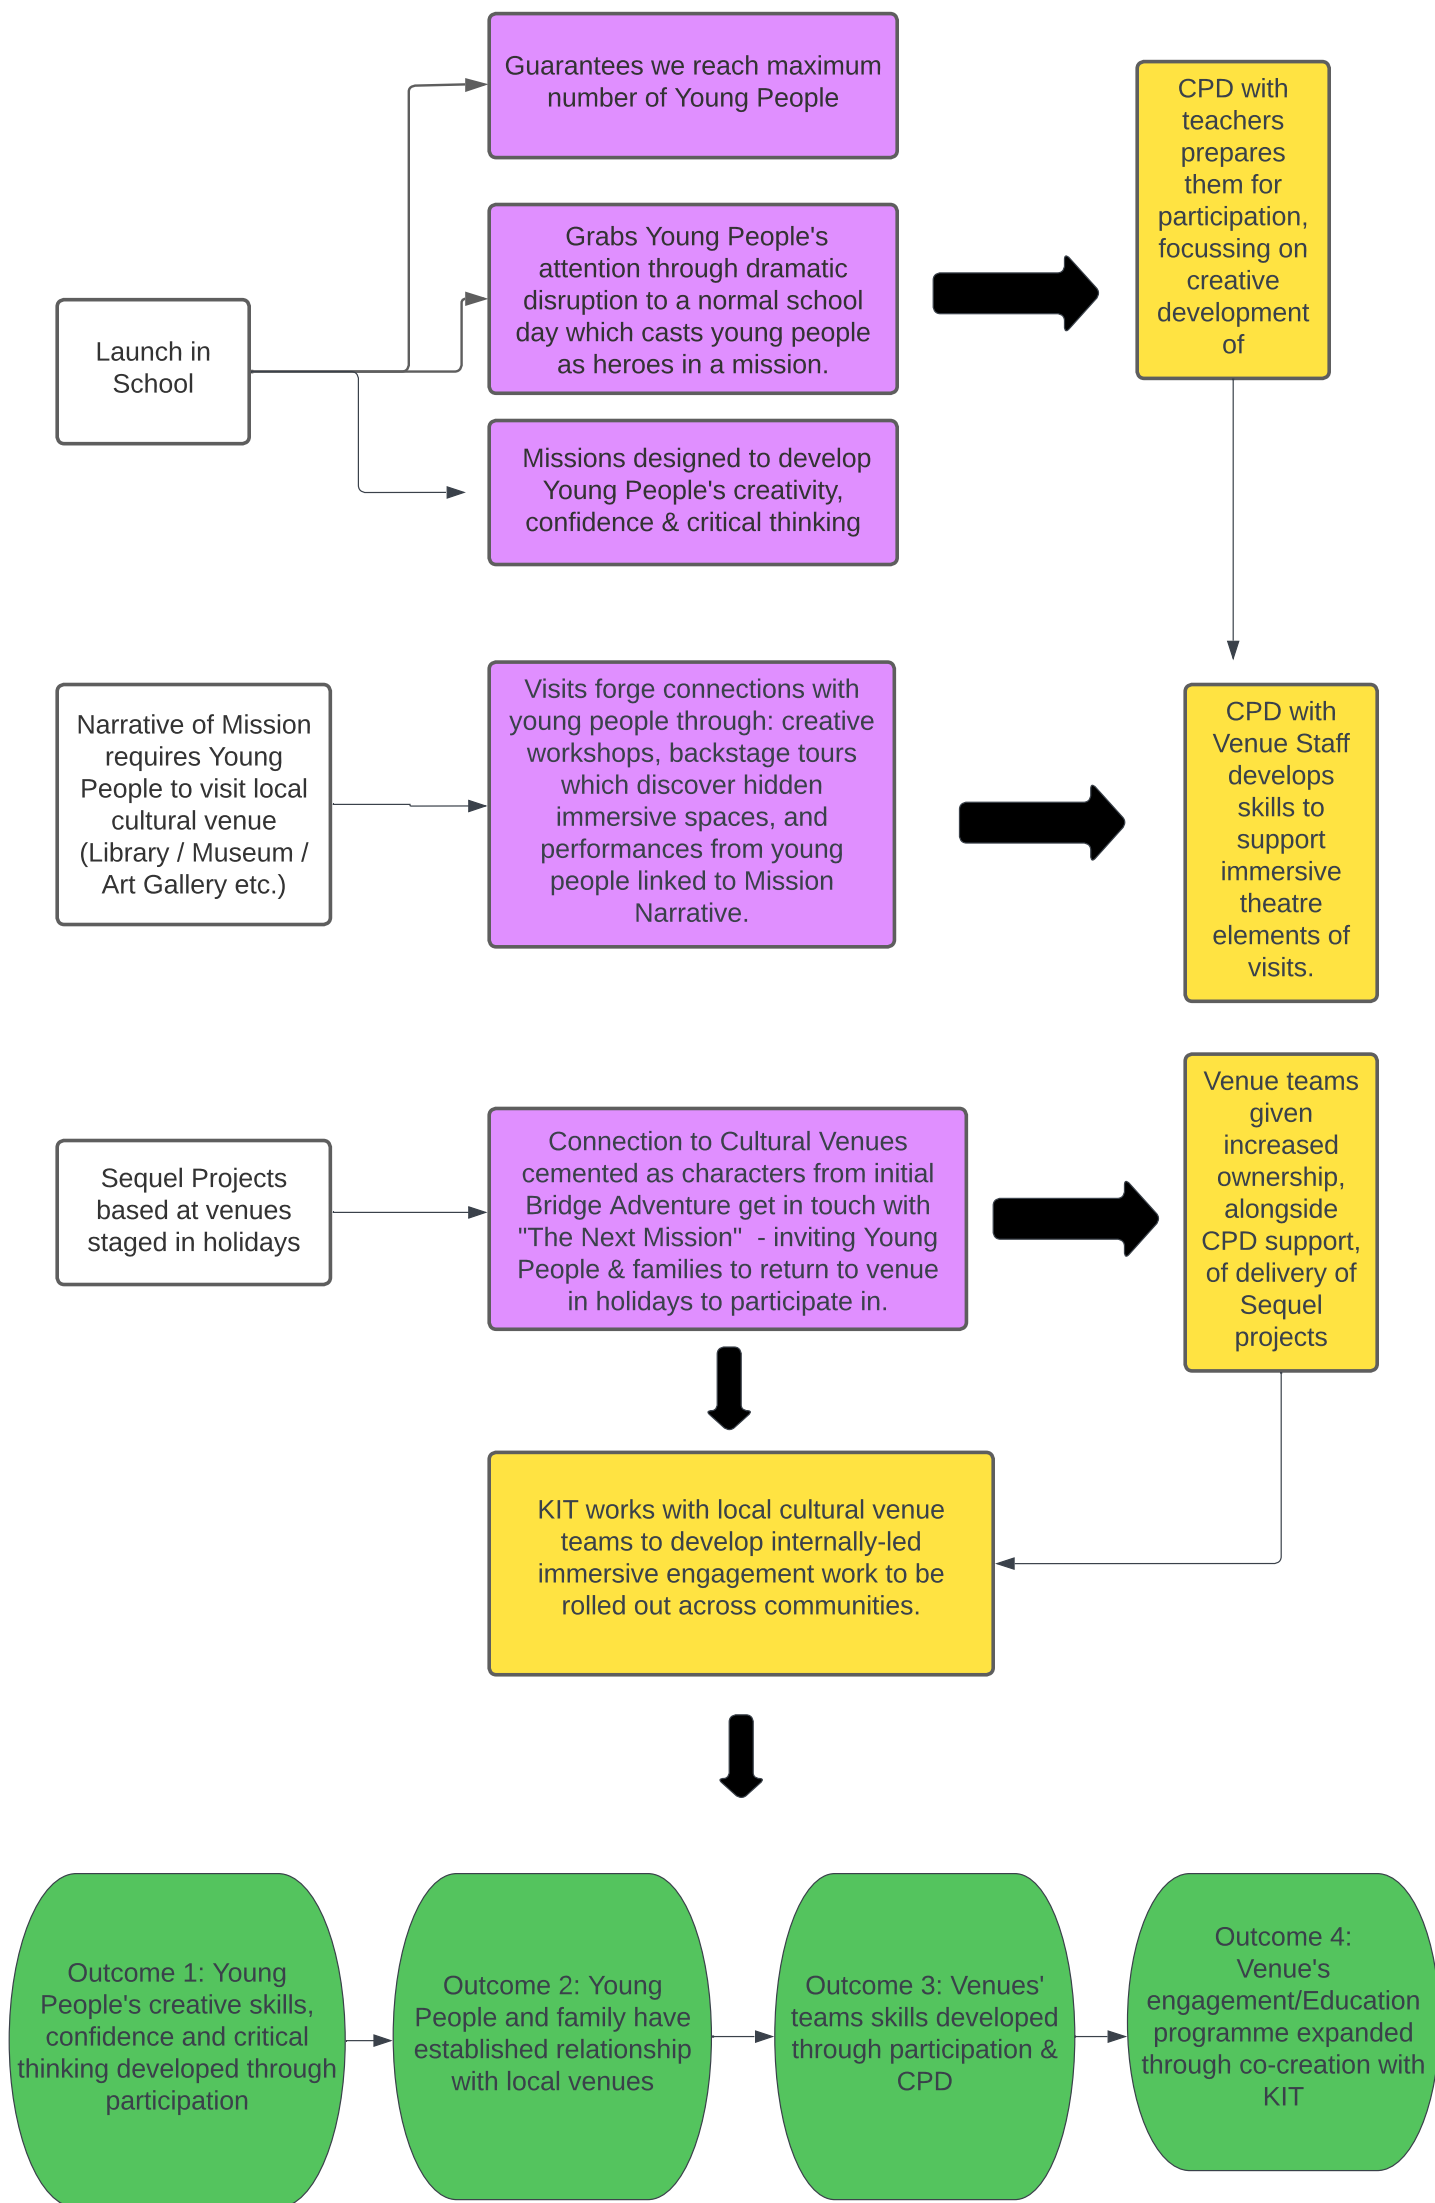 Guarantees we reach maximum
number of Young People
CPD with
teachers
prepares
them for
participation,
focussing on
creative
development
of
Grabs Young People's
attention through dramatic
disruption to a normal school
day which casts young people
as heroes in a mission.
Launch in
School
Missions designed to develop
Young People's creativity,
confidence & critical thinking
Narrative of Mission
requires Young
People to visit local
cultural venue
(Library / Museum /
Art Gallery etc.)
Visits forge connections with
young people through: creative
workshops, backstage tours
which discover hidden
immersive spaces, and
performances from young
people linked to Mission
Narrative.
CPD with
Venue Staff
develops
skills to
support
immersive
theatre
elements of
visits.
Sequel Projects
based at venues
staged in holidays
Connection to Cultural Venues
cemented as characters from initial
Bridge Adventure get in touch with
"The Next Mission"  - inviting Young
People & families to return to venue
in holidays to participate in.
Venue teams
given
increased
ownership,
alongside
CPD support,
of delivery of
Sequel
projects
KIT works with local cultural venue
teams to develop internally-led
immersive engagement work to be
rolled out across communities.
Outcome 1: Young
People's creative skills,
confidence and critical
thinking developed through
participation
Outcome 2: Young
People and family have
established relationship
with local venues
Outcome 3: Venues'
teams skills developed
through participation &
CPD
Outcome 4:
Venue's
engagement/Education
programme expanded
through co-creation with
KIT